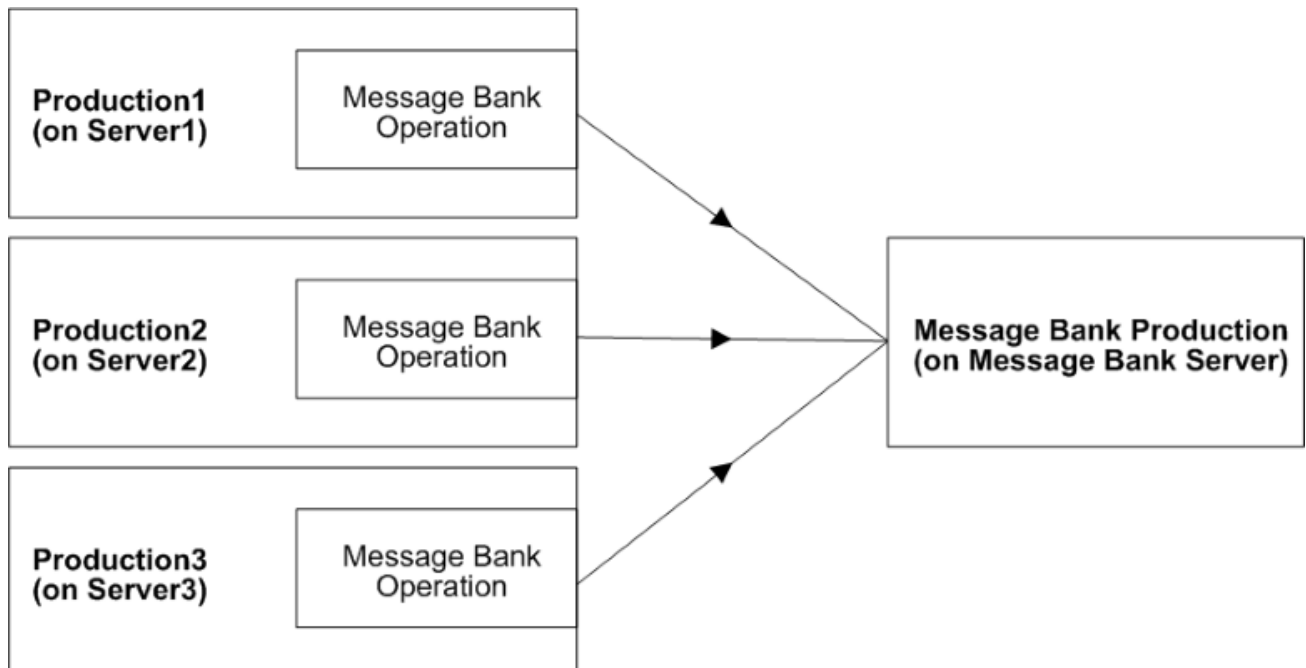 Production1
(on Server1)
Message Bank
Operation
Production2
(on Server2)
Message Bank
Operation
Message Bank Production
(on Message Bank Server)
Production3
(on Server3)
Message Bank
Operation